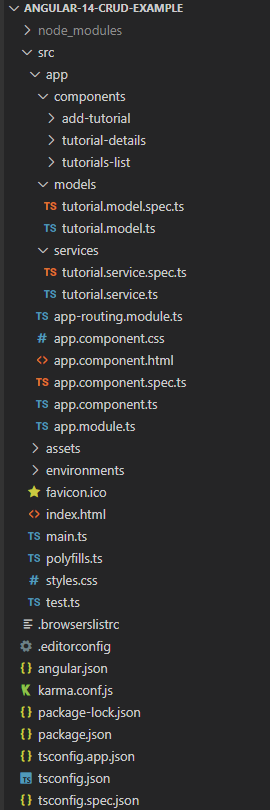 ANGULAR-14-CRUD-EXAMPLE
node_modules
src
app
components
add-tutorial
tutorial-details
tutorials-list
models
TS tutorial.model.spec.ts
TS tutorial.model.ts
services
TS tutorial.service.spec.ts
TS tutorial.service.ts
TS app-routing.module.ts
# app.component.css
<> app.component.html
TS app.component.spec.ts
TS app.component.ts
TS app.module.ts
assets
environments
favicon.ico
<> index.html
TS main.ts
TS polyfills.ts
# styles.css
TS test.ts
.browserslistrc
.editorconfig
{} angular.json
karma.conf.js
{} package-lock.json
{} package.json
{} tsconfig.app.json
TS tsconfig.json
{} tsconfig.spec.json